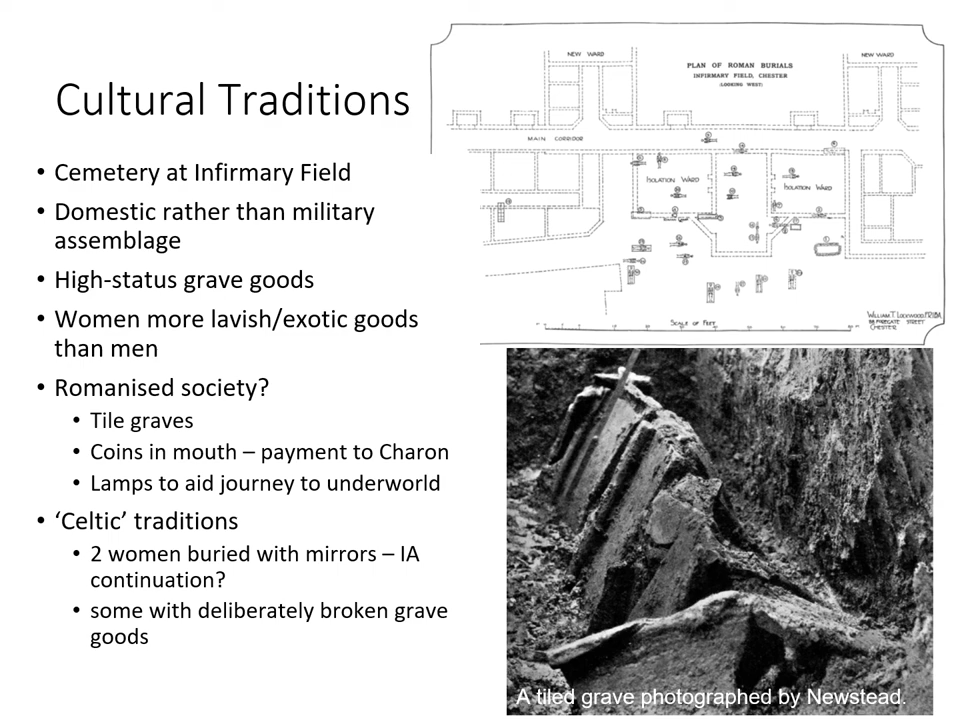 Cultural Traditions
• Cemetery at Infirmary Field
• Domestic rather than military
assemblage
• High-status grave goods
• Women more lavish/exotic goods
than men
• Romanised society?
• Tile graves
• Coins in mouth – payment to Charon
• Lamps to aid journey to underworld
• ‘Celtic’ traditions
• 2 women buried with mirrors – IA
continuation?
• some with deliberately broken grave
goods
NEW WARD
PLAN OF ROMAN BURIALS
INFIRMARY FIELD, CHESTER
(LOOKING WEST)
NEW WARD
MAIN CORRIDOR
ISOLATION WARD
ISOLATION WARD
SCALE OF FEET
WILLIAM T. LOCKWOOD F.R.I.B.A.
FOREGATE STREET
CHESTER
A tiled grave photographed by Newstead.